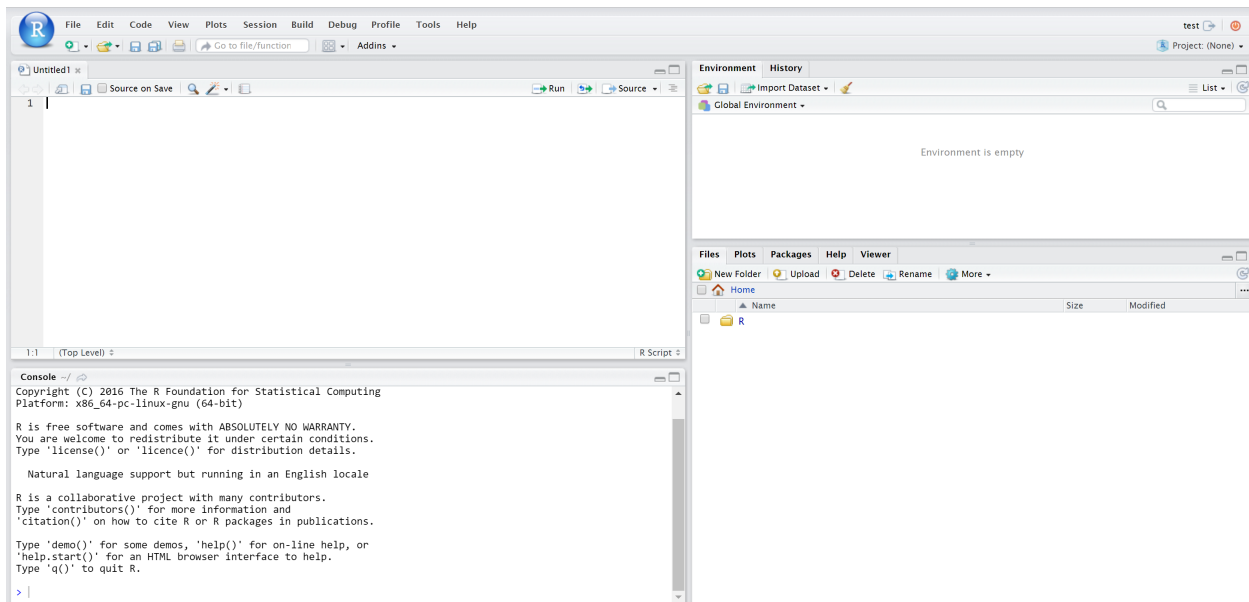 R File Edit Code View Plots Session Build Debug Profile Tools Help test
Go to file/function Addins Project: (None)
Untitled1
Source on Save Run Source
1
1:1 (Top Level) R Script
Console ~/
Copyright (C) 2016 The R Foundation for Statistical Computing
Platform: x86_64-pc-linux-gnu (64-bit)
R is free software and comes with ABSOLUTELY NO WARRANTY.
You are welcome to redistribute it under certain conditions.
Type 'license()' or 'licence()' for distribution details.
Natural language support but running in an English locale
R is a collaborative project with many contributors.
Type 'contributors()' for more information and
'citation()' on how to cite R or R packages in publications.
Type 'demo()' for some demos, 'help()' for on-line help, or
'help.start()' for an HTML browser interface to help.
Type 'q()' to quit R.
>
Environment History
Import Dataset List
Global Environment
Environment is empty
Files Plots Packages Help Viewer
New Folder Upload Delete Rename More
Home ...
Name Size Modified
R